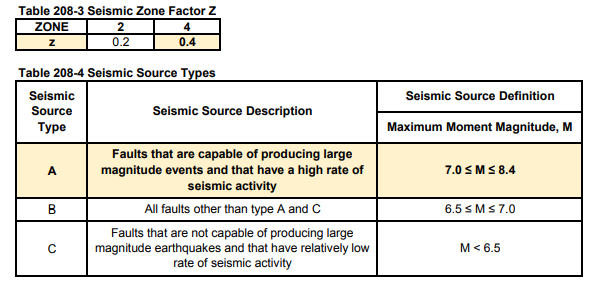 Table 208-3 Seismic Zone Factor Z
ZONE 2 4
z 0.2 0.4
Table 208-4 Seismic Source Types
Seismic Source Type
Seismic Source Description
Seismic Source Definition
Maximum Moment Magnitude, M
A
Faults that are capable of producing large
magnitude events and that have a high rate of
seismic activity
7.0 ≤ M ≤ 8.4
B All faults other than type A and C 6.5 ≤ M ≤ 7.0
C
Faults that are not capable of producing large
magnitude earthquakes and that have relatively low
rate of seismic activity
M < 6.5